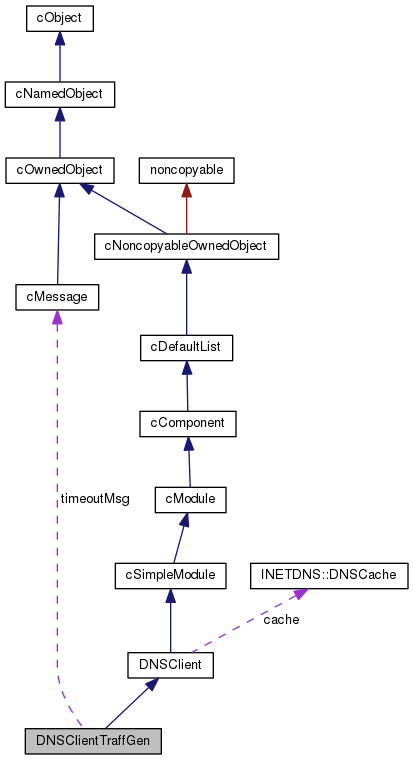 cObject
cNamedObject
cOwnedObject
noncopyable
cNoncopyableOwnedObject
cMessage
cDefaultList
cComponent
timeoutMsg
cModule
cSimpleModule
INETDNS::DNSCache
cache
DNSClient
DNSClientTraffGen